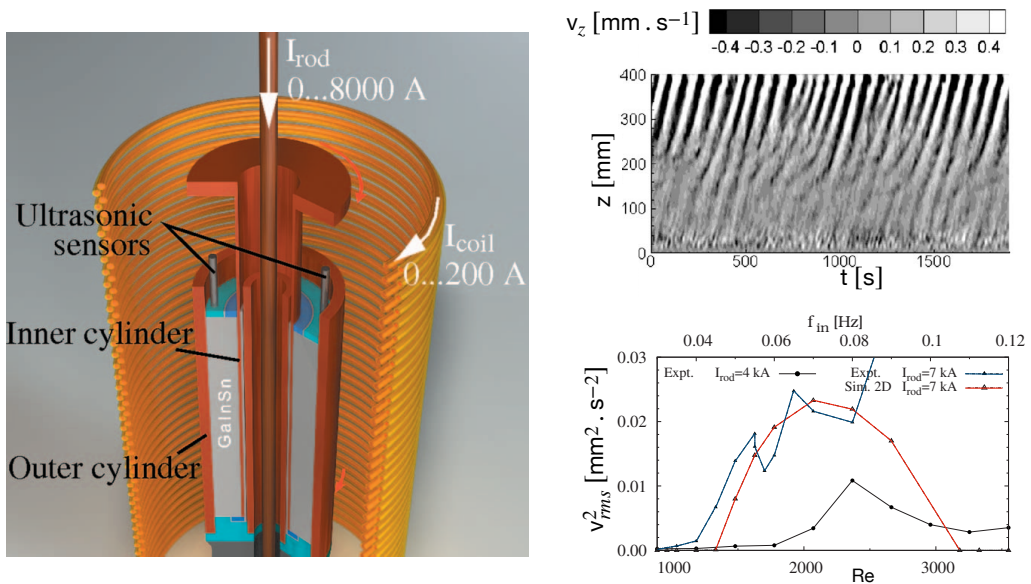 I_rod
0...8000 A
Ultrasonic
sensors
I_coil
0...200 A
Inner cylinder
GaInSn
Outer cylinder
v_z [mm . s⁻¹]
-0.4 -0.3 -0.2 -0.1 0 0.1 0.2 0.3 0.4
400
300
200
100
0
z [mm]
0 500 1000 1500
t [s]
f_in [Hz]
0.04 0.06 0.08 0.1 0.12
0.03
0.02
0.01
0.00
v²_rms [mm² · s⁻²]
Expt. I_rod=4 kA
Expt. I_rod=7 kA
Sim. 2D I_rod=7 kA
1000 2000 3000
Re